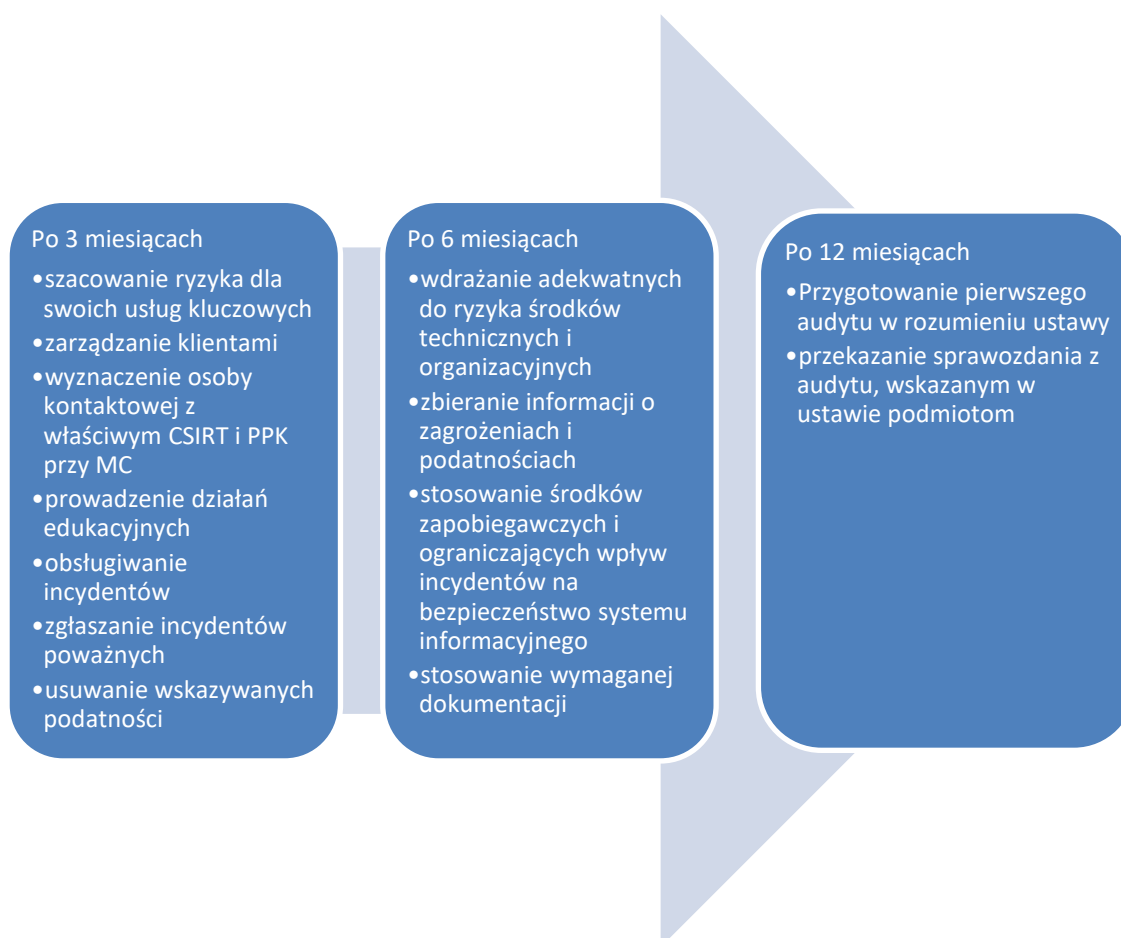 Po 3 miesiącach
•szacowanie ryzyka dla
swoich usług kluczowych
•zarządzanie klientami
•wyznaczenie osoby
kontaktowej z
właściwym CSIRT i PPK
przy MC
•prowadzenie działań
edukacyjnych
•obsługiwanie
incydentów
•zgłaszanie incydentów
poważnych
•usuwanie wskazywanych
podatności
Po 6 miesiącach
•wdrażanie adekwatnych
do ryzyka środków
technicznych i
organizacyjnych
•zbieranie informacji o
zagrożeniach i
podatnościach
•stosowanie środków
zapobiegawczych i
ograniczających wpływ
incydentów na
bezpieczeństwo systemu
informacyjnego
•stosowanie wymaganej
dokumentacji
Po 12 miesiącach
•Przygotowanie pierwszego
audytu w rozumieniu ustawy
•przekazanie sprawozdania z
audytu, wskazanym w
ustawie podmiotom